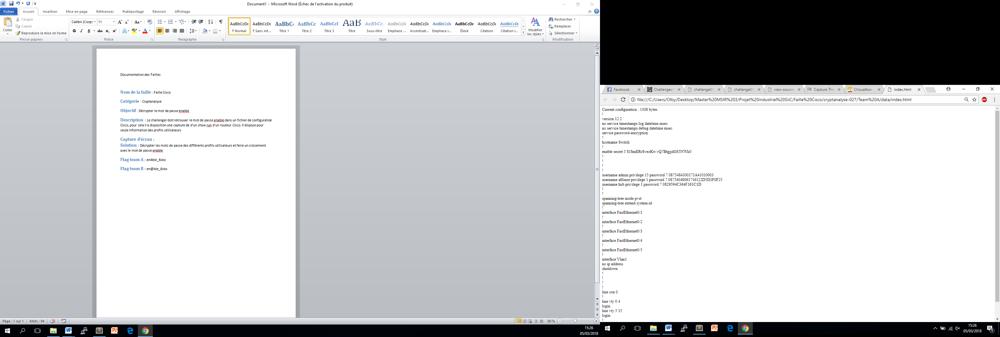 Document1 - Microsoft Word (Échec de l'activation du produit)
Fichier Accueil Insertion Mise en page Références Publipostage Révision Affichage
Coller
Couper
Copier
Reproduire la mise en forme
Presse-papiers
Calibri (Corp: 11
Police
Paragraphe
AaBbCcDc AaBbCcDc AaBbC AaBbCc AaBbCcI AaB AaBbCc. AaBbCcDc AaBbCcDc AaBbCcDc AaBbCcDc AaBbCcDc AaBbCcDc
¶ Normal ¶ Sans int... Titre 1 Titre 2 Titre 3 Titre Sous-titre Emphase ... Accentuat... Emphase i... Élevé Citation Citation i...
Style
Modifier
les styles
Rechercher
Remplacer
Sélectionner
Modification
Documentation des Failles
Nom de la faille : Faille Cisco
Catégorie : Cryptanalyse
Objectif : Décrypter le mot de passe enable
Description : Le challenger doit retrouver le mot de passe enable dans un fichier de configuration
Cisco, pour cela il a disposition une capture de d'un show run d'un routeur Cisco. Il dispose pour
seule information des profils utilisateurs
Capture d'écran :
Solution : Décrypter les mots de passe des différents profils utilisateurs et faire un croisement
avec le mot de passe enable
Flag team A : en4ble_6sko
Flag team B : en@ble_6sko
Page : 1 sur 1 Mots : 94
80 %
15:26
05/03/2018
Facebook Challenges/ challenge01 challenge01 view-source Capture The Choualbox - index.html
file:///C:/Users/Olby/Desktop/Master%20MSIR%203/Projet%20industriel%20SiiC/Faille%20Cisco/cryptanalyse-027/Team%20A/data/index.html
ABP
Current configuration : 1308 bytes
!
version 12.2
no service timestamps log datetime msec
no service timestamps debug datetime msec
service password-encryption
!
hostname Switch
!
enable secret 5 $1$mERr$veoKw.vQ7BtgjjdGS5NWk0
!
!
!
!
username admin privilege 15 password 7 0875484300173A41010003
username alfonse privilege 1 password 7 08754048061716122D5D1F0F25
username hub privilege 1 password 7 0829594C364F161C1D
!
!
spanning-tree mode pvst
spanning-tree extend system-id
!
interface FastEthernet0/1
!
interface FastEthernet0/2
!
interface FastEthernet0/3
!
interface FastEthernet0/4
!
interface FastEthernet0/5
!
interface Vlan1
no ip address
shutdown
!
!
!
!
line con 0
!
line vty 0 4
login
line vty 5 15
login
!
15:26
05/03/2018